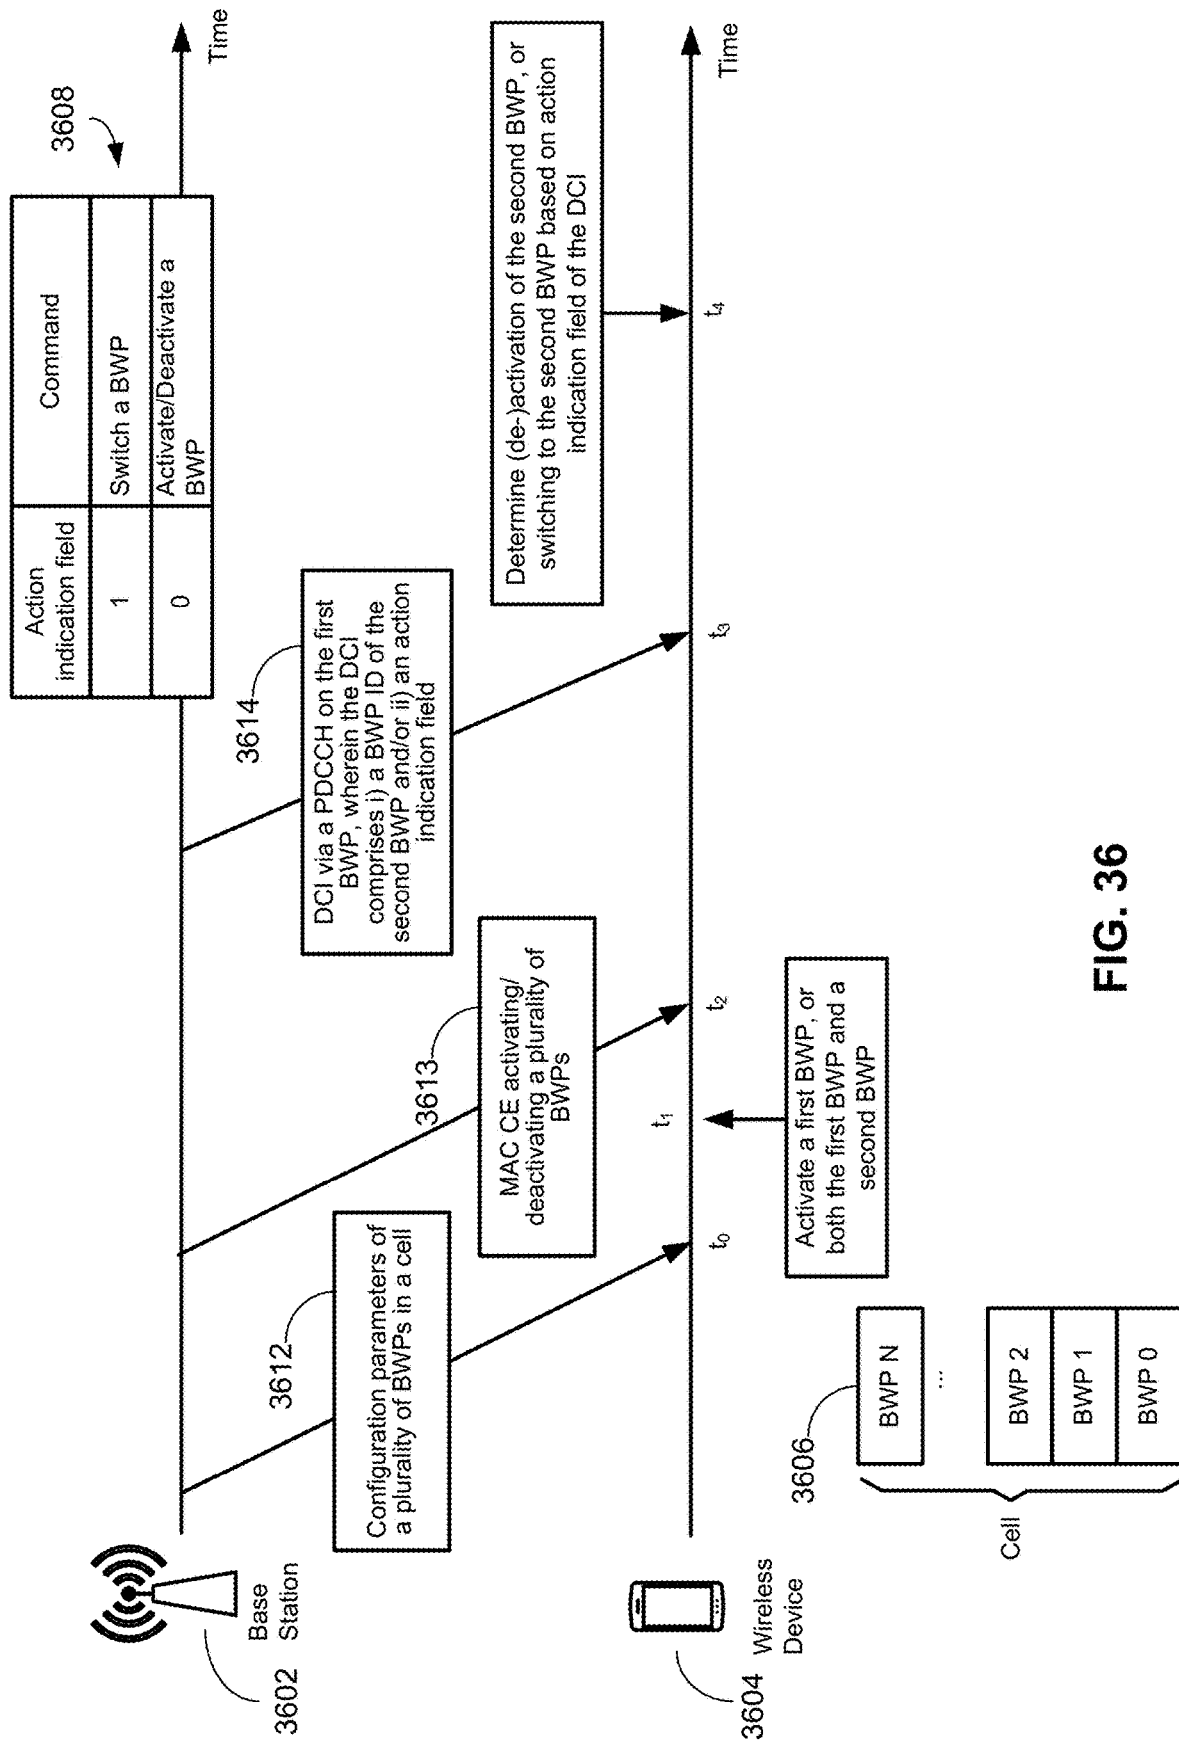 Action
indication field
Command
1
Switch a BWP
0
Activate/Deactivate a
BWP
3608
Time
3602
Base
Station
3612
Configuration parameters of
a plurality of BWPs in a cell
3613
MAC CE activating/
deactivating a plurality of
BWPs
3614
DCI via a PDCCH on the first
BWP, wherein the DCI
comprises i) a BWP ID of the
second BWP and/or ii) an action
indication field
Determine (de-)activation of the second BWP, or
switching to the second BWP based on action
indication field of the DCI
3604
Wireless
Device
t0
t1
t2
t3
t4
Time
Activate a first BWP, or
both the first BWP and a
second BWP
3606
Cell
BWP N
...
BWP 2
BWP 1
BWP 0
FIG. 36